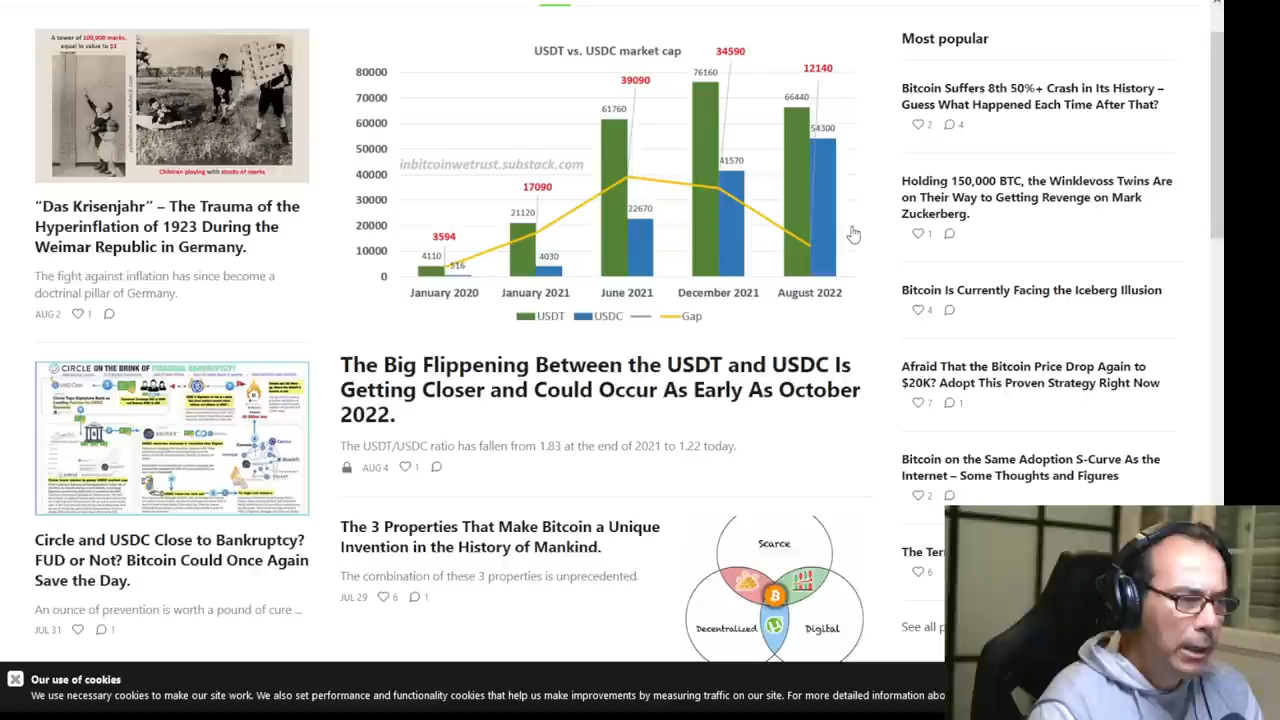 A tower of 100,000 marks,
equal in value to $1
Children playing with stacks of marks
"Das Krisenjahr" – The Trauma of the
Hyperinflation of 1923 During the
Weimar Republic in Germany.
The fight against inflation has since become a
doctrinal pillar of Germany.
AUG 2 1
CIRCLE ON THE BRINK OF FINANCIAL BANKRUPTCY?
Circle and USDC Close to Bankruptcy?
FUD or Not? Bitcoin Could Once Again
Save the Day.
An ounce of prevention is worth a pound of cure ...
JUL 31 1
USDT vs. USDC market cap
80000
70000
60000
50000
40000
30000
20000
10000
0
inbitcoinwetrust.substack.com
3594
4110
516
17090
21120
4030
39090
61760
22670
34590
76160
41570
12140
66440
54300
January 2020 January 2021 June 2021 December 2021 August 2022
USDT USDC Gap
The Big Flippening Between the USDT and USDC Is
Getting Closer and Could Occur As Early As October
2022.
The USDT/USDC ratio has fallen from 1.83 at the end of 2021 to 1.22 today.
AUG 4 1
The 3 Properties That Make Bitcoin a Unique
Invention in the History of Mankind.
The combination of these 3 properties is unprecedented.
JUL 29 6 1
Scarce
Decentralized
Digital
Most popular
Bitcoin Suffers 8th 50%+ Crash in Its History –
Guess What Happened Each Time After That?
2 4
Holding 150,000 BTC, the Winklevoss Twins Are
on Their Way to Getting Revenge on Mark
Zuckerberg.
1
Bitcoin Is Currently Facing the Iceberg Illusion
4
Afraid That the Bitcoin Price Drop Again to
$20K? Adopt This Proven Strategy Right Now
7 1
Bitcoin on the Same Adoption S-Curve As the
Internet – Some Thoughts and Figures
2
The Ter
6
See all p
Our use of cookies
We use necessary cookies to make our site work. We also set performance and functionality cookies that help us make improvements by measuring traffic on our site. For more detailed information abo